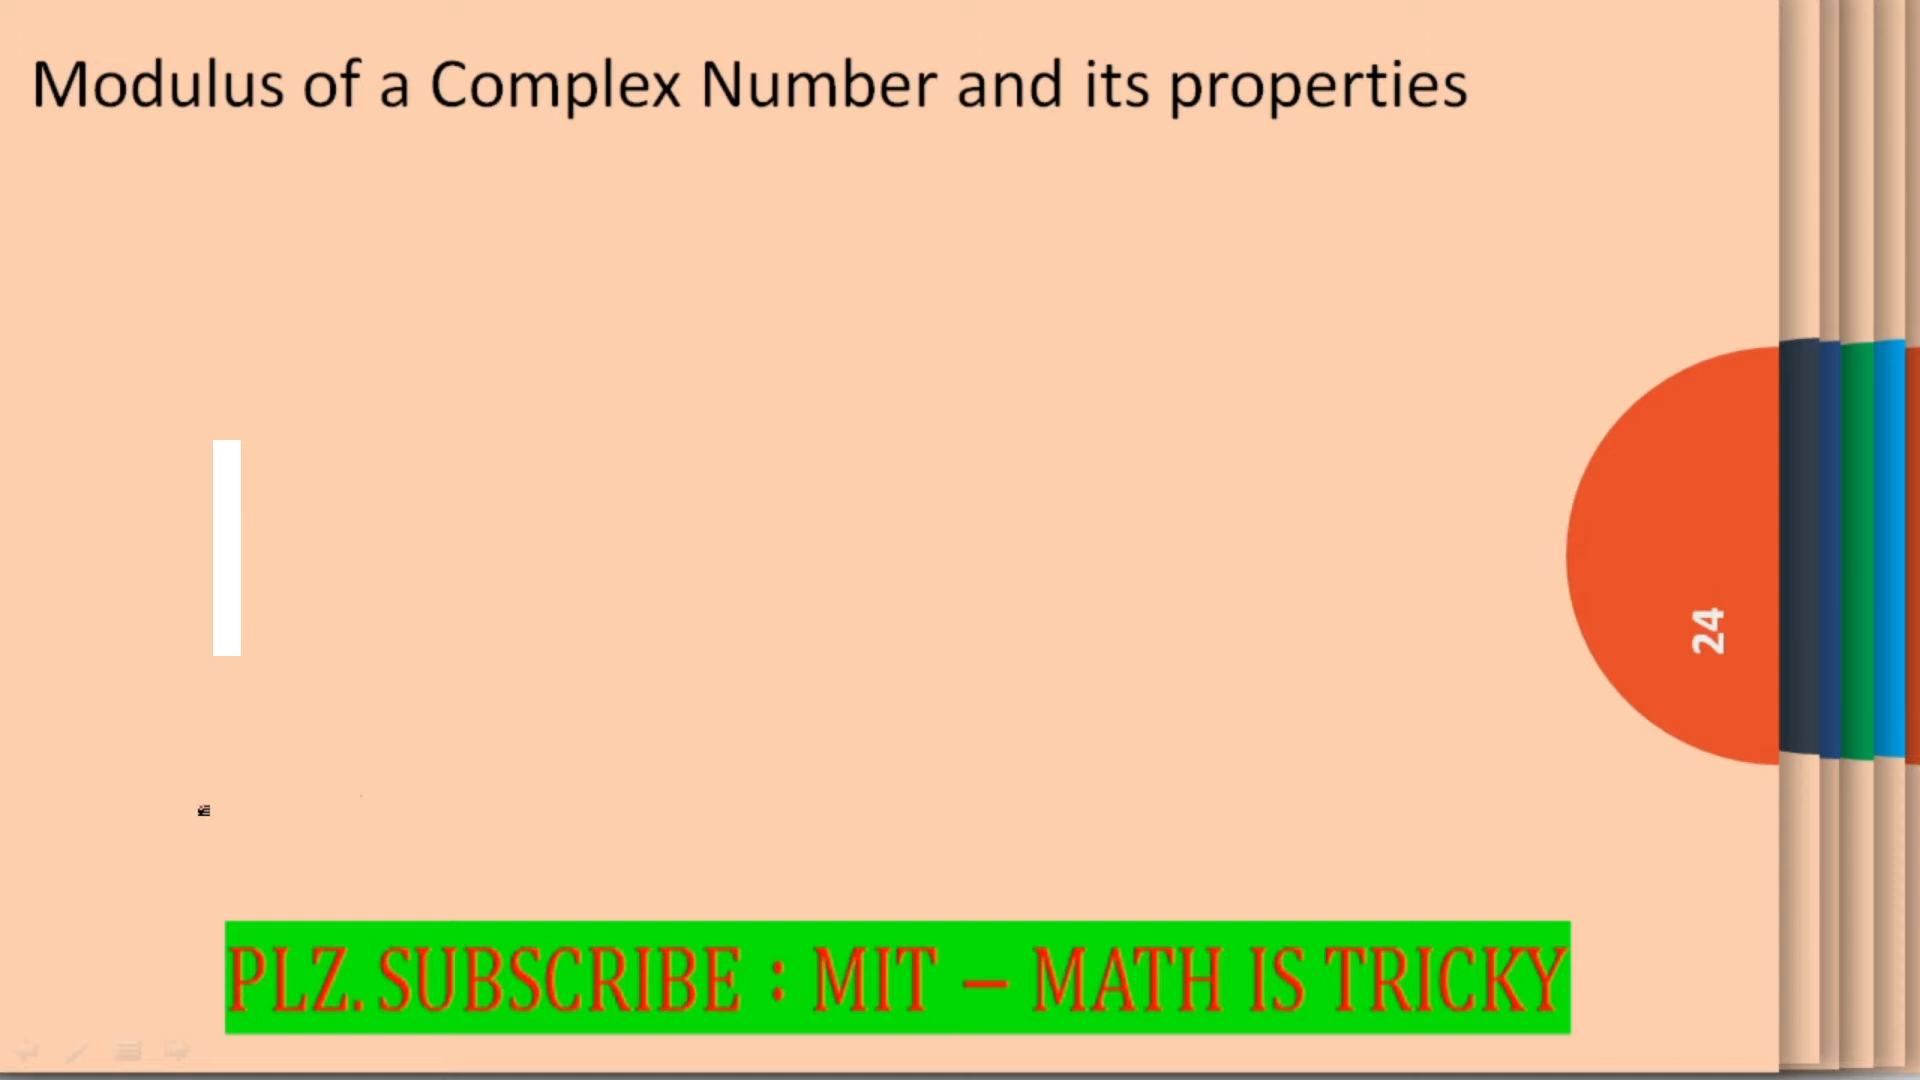 Modulus of a Complex Number and its properties
24
PLZ. SUBSCRIBE : MIT – MATH IS TRICKY